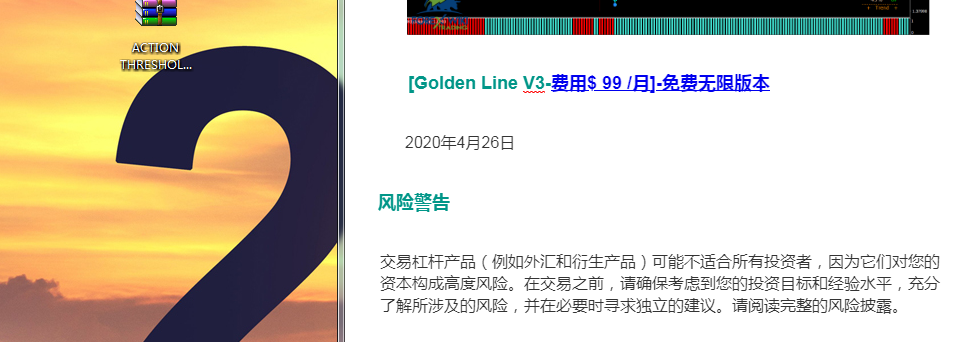 ACTION
THRESHOL...
2
TRADING
Trend
[Golden Line V3-费用$ 99 /月]-免费无限版本
2020年4月26日
风险警告
交易杠杆产品（例如外汇和衍生产品）可能不适合所有投资者，因为它们对您的
资本构成高度风险。在交易之前，请确保考虑到您的投资目标和经验水平，充分
了解所涉及的风险，并在必要时寻求独立的建议。请阅读完整的风险披露。